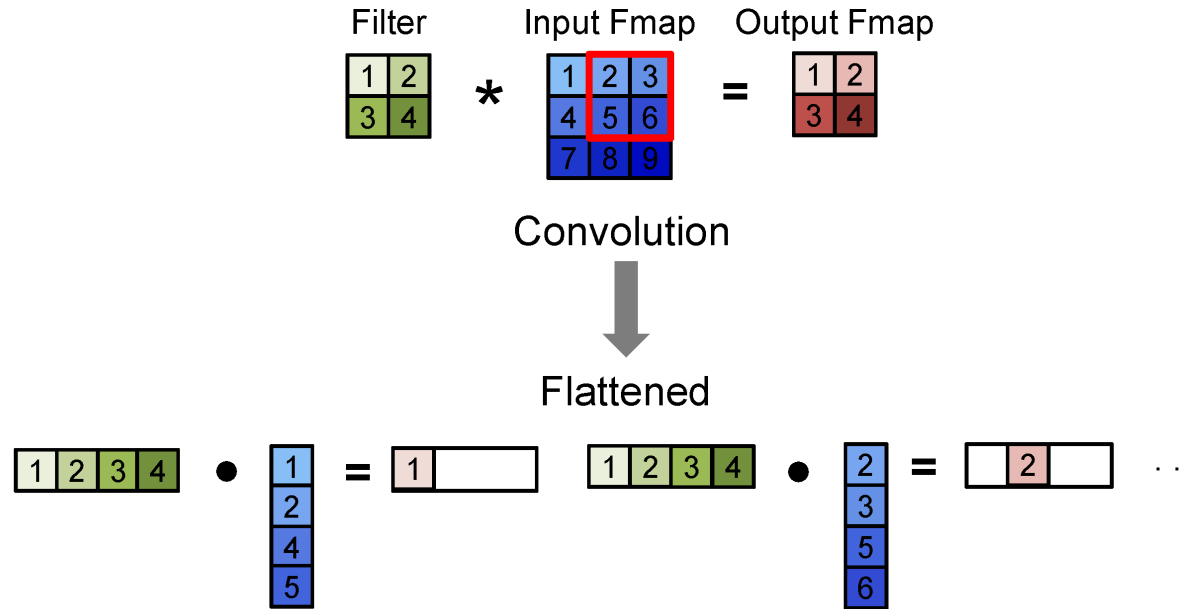 Filter Input Fmap Output Fmap
1 2 * 1 2 3 = 1 2
3 4 4 5 6 3 4
7 8 9
Convolution
Flattened
1 2 3 4 • 1 = 1 1 2 3 4 • 2 = 2 . .
2 3
4 5
5 6